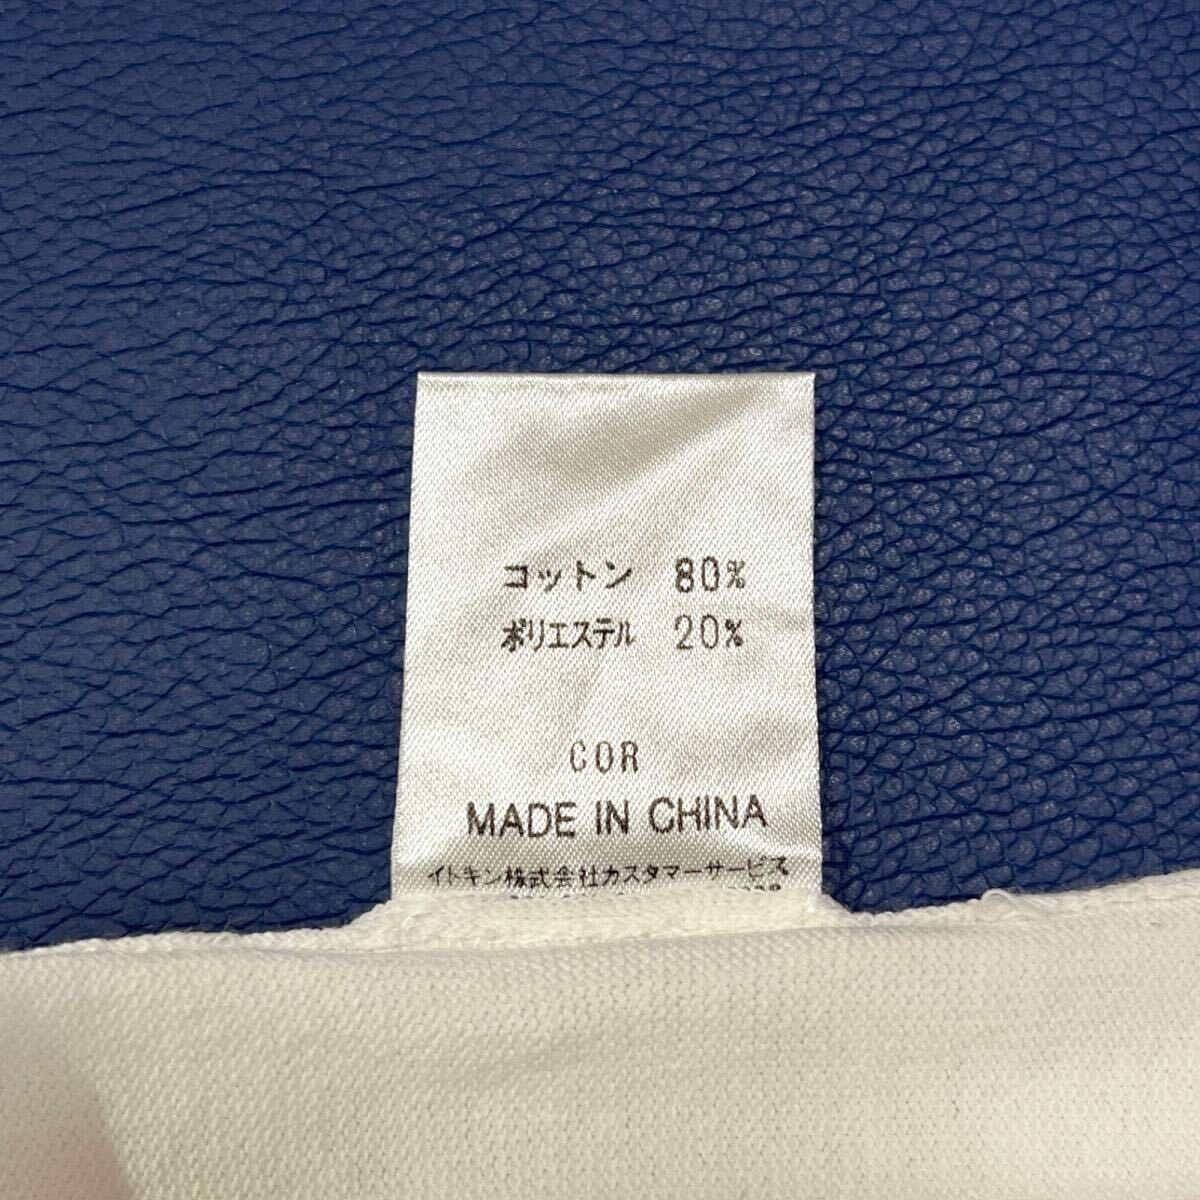 コットン 80%
ポリエステル 20%
COR
MADE IN CHINA
イトキン株式会社カスタマーサービス